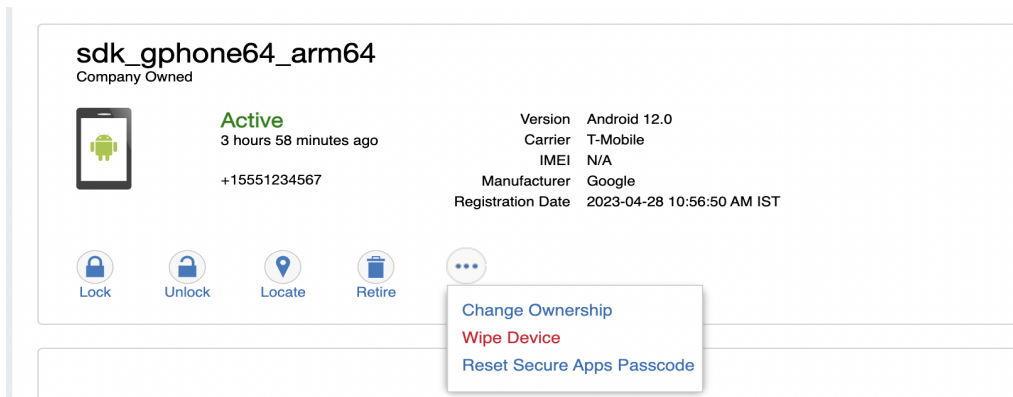 sdk_gphone64_arm64
Company Owned
Active
3 hours 58 minutes ago
+15551234567
Version Android 12.0
Carrier T-Mobile
IMEI N/A
Manufacturer Google
Registration Date 2023-04-28 10:56:50 AM IST
Lock Unlock Locate Retire
Change Ownership
Wipe Device
Reset Secure Apps Passcode